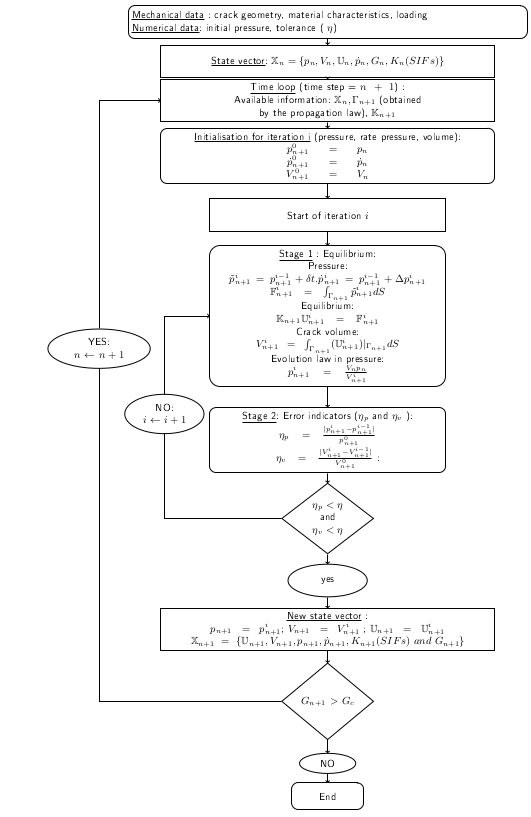 Mechanical data : crack geometry, material characteristics, loading
Numerical data: initial pressure, tolerance ( η)
State vector: 𝕏ₙ = {pₙ, Vₙ, 𝕌ₙ, ṗₙ, Gₙ, Kₙ(SIFs)}
Time loop (time step = n + 1) :
Available information: 𝕏ₙ, Γₙ₊₁ (obtained
by the propagation law), 𝕂ₙ₊₁
Initialisation for iteration i (pressure, rate pressure, volume):
p⁰ₙ₊₁ = pₙ
ṗ⁰ₙ₊₁ = ṗₙ
V⁰ₙ₊₁ = Vₙ
Start of iteration i
Stage 1 : Equilibrium:
Pressure:
p̃ⁱₙ₊₁ = pⁱ⁻¹ₙ₊₁ + δt.ṗⁱₙ₊₁ = pⁱ⁻¹ₙ₊₁ + Δpⁱₙ₊₁
𝔽ⁱₙ₊₁ = ∫_Γₙ₊₁ p̃ⁱₙ₊₁dS
Equilibrium:
𝕂ₙ₊₁𝕌ⁱₙ₊₁ = 𝔽ⁱₙ₊₁
Crack volume:
Vⁱₙ₊₁ = ∫_Γₙ₊₁ (𝕌ⁱₙ₊₁)|_Γₙ₊₁ dS
Evolution law in pressure:
pⁱₙ₊₁ = Vₙpₙ / Vⁱₙ₊₁
YES:
n ← n + 1
NO:
i ← i + 1
Stage 2: Error indicators (ηₚ and ηᵥ ):
ηₚ = |pⁱₙ₊₁−pⁱ⁻¹ₙ₊₁| / p⁰ₙ₊₁
ηᵥ = |Vⁱₙ₊₁−Vⁱ⁻¹ₙ₊₁| / V⁰ₙ₊₁ :
ηₚ < η
and
ηᵥ < η
yes
New state vector :
pₙ₊₁ = pⁱₙ₊₁; Vₙ₊₁ = Vⁱₙ₊₁; 𝕌ₙ₊₁ = 𝕌ⁱₙ₊₁
𝕏ₙ₊₁ = {𝕌ₙ₊₁, Vₙ₊₁, pₙ₊₁, ṗₙ₊₁, Kₙ₊₁(SIFs) and Gₙ₊₁}
Gₙ₊₁ > G_c
NO
End